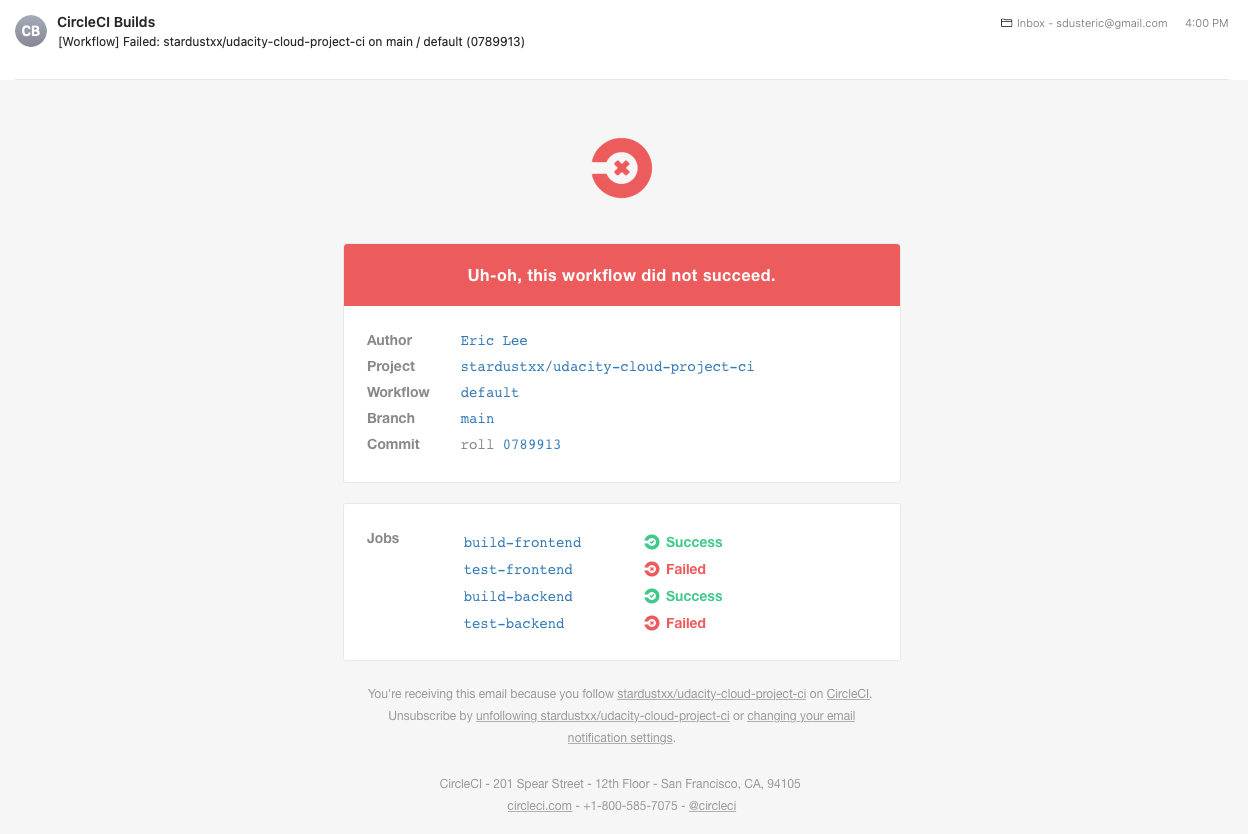 CB
CircleCI Builds
Inbox - sdusteric@gmail.com 4:00 PM
[Workflow] Failed: stardustxx/udacity-cloud-project-ci on main / default (0789913)
Uh-oh, this workflow did not succeed.
Author Eric Lee
Project stardustxx/udacity-cloud-project-ci
Workflow default
Branch main
Commit roll 0789913
Jobs
build-frontend Success
test-frontend Failed
build-backend Success
test-backend Failed
You're receiving this email because you follow stardustxx/udacity-cloud-project-ci on CircleCI.
Unsubscribe by unfollowing stardustxx/udacity-cloud-project-ci or changing your email
notification settings.
CircleCI - 201 Spear Street - 12th Floor - San Francisco, CA, 94105
circleci.com - +1-800-585-7075 - @circleci